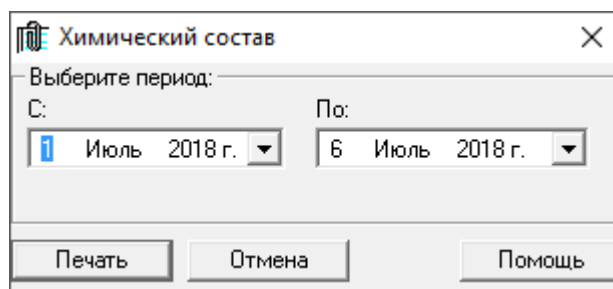 Химический состав
Выберите период:
С: По:
1 Июль 2018 г. 6 Июль 2018 г.
Печать Отмена Помощь